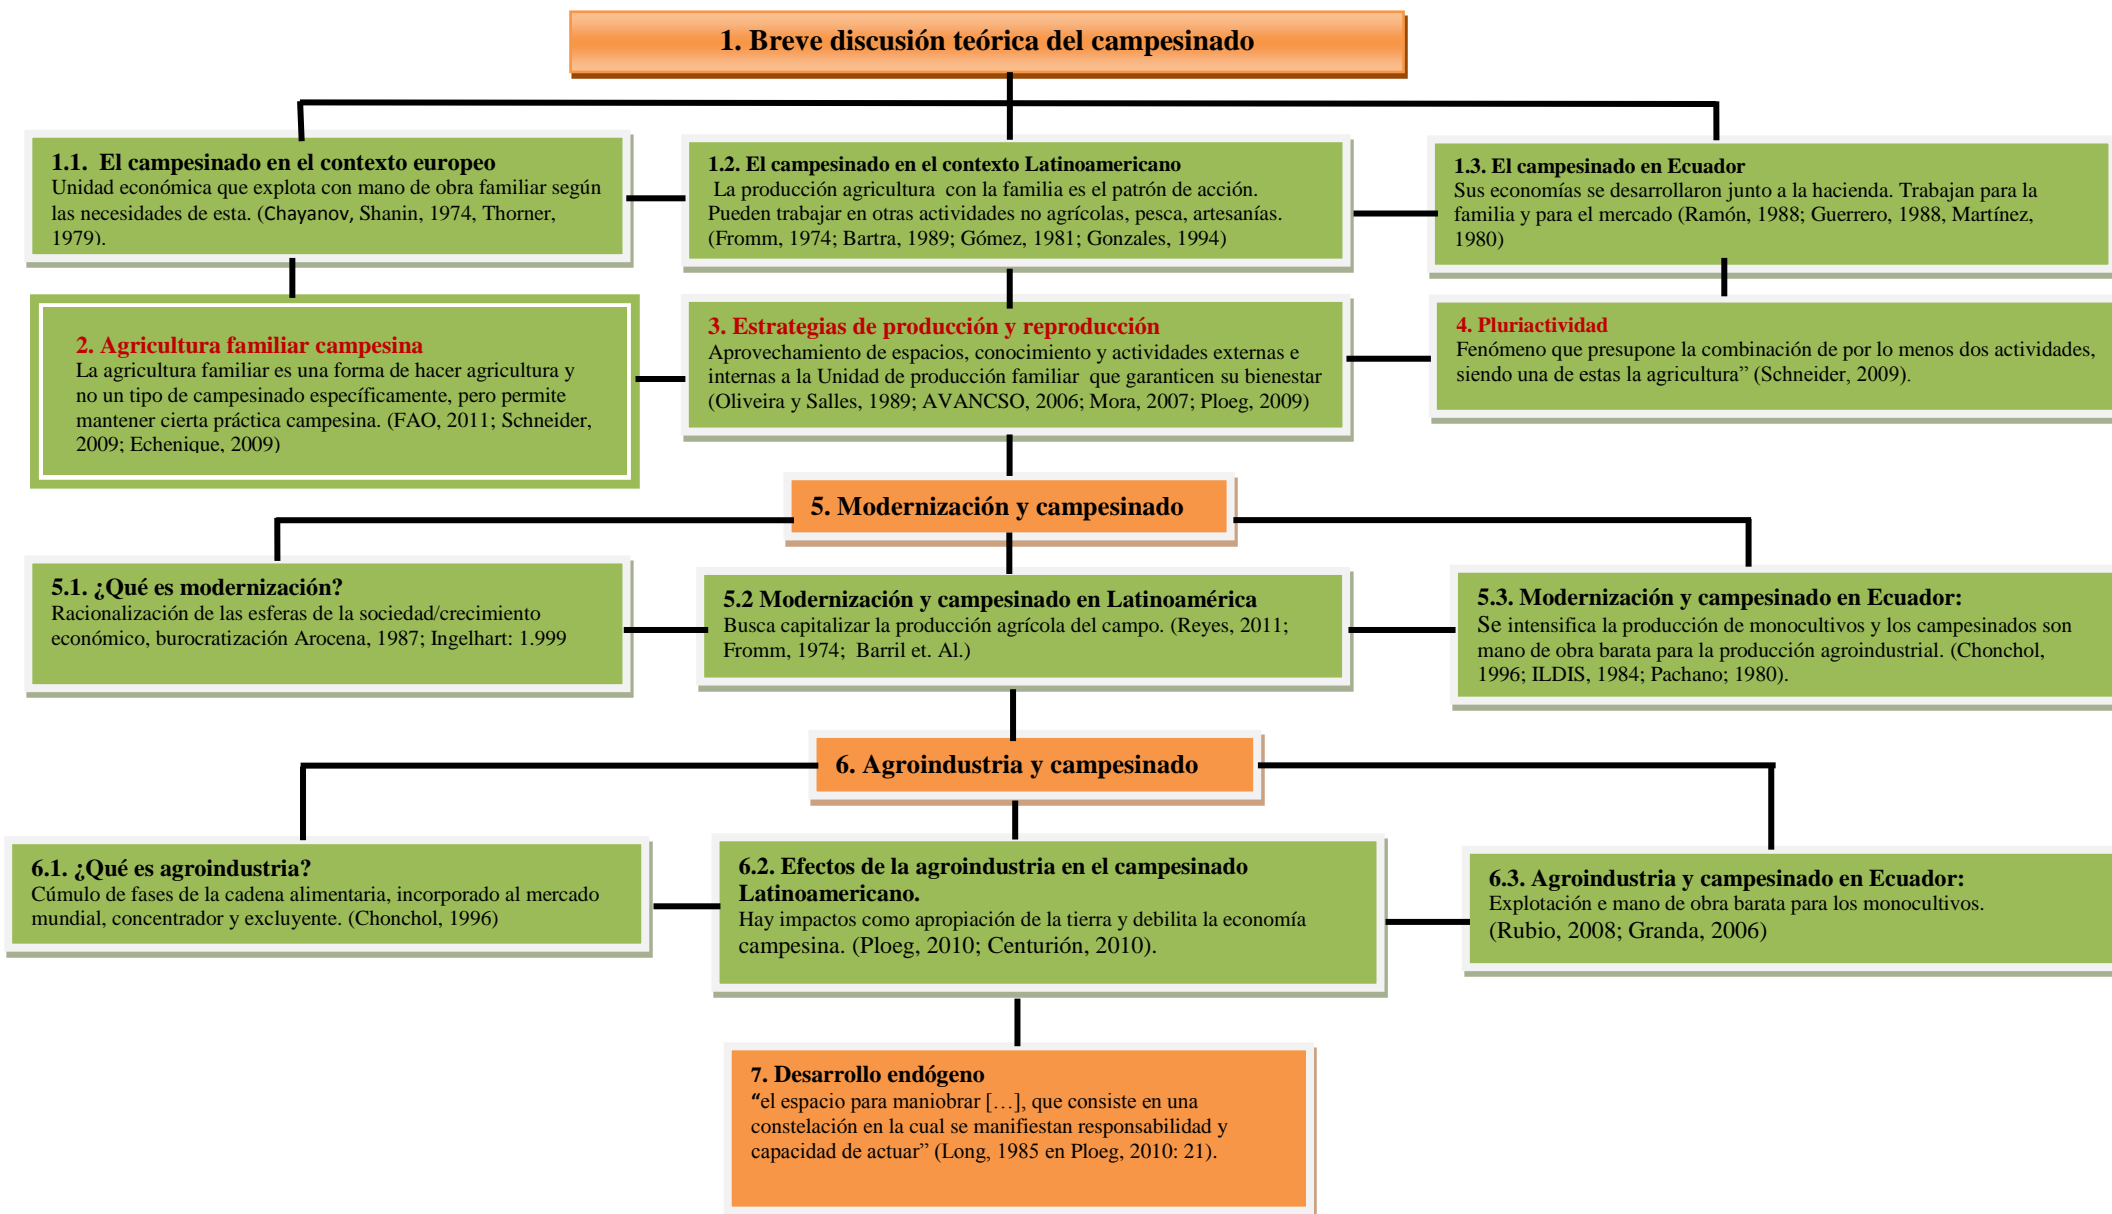 1. Breve discusión teórica del campesinado
1.1. El campesinado en el contexto europeo
Unidad económica que explota con mano de obra familiar según
las necesidades de esta. (Chayanov, Shanin, 1974, Thorner,
1979).
1.2. El campesinado en el contexto Latinoamericano
La producción agricultura con la familia es el patrón de acción.
Pueden trabajar en otras actividades no agrícolas, pesca, artesanías.
(Fromm, 1974; Bartra, 1989; Gómez, 1981; Gonzales, 1994)
1.3. El campesinado en Ecuador
Sus economías se desarrollaron junto a la hacienda. Trabajan para la
familia y para el mercado (Ramón, 1988; Guerrero, 1988, Martínez,
1980)
2. Agricultura familiar campesina
La agricultura familiar es una forma de hacer agricultura y
no un tipo de campesinado específicamente, pero permite
mantener cierta práctica campesina. (FAO, 2011; Schneider,
2009; Echenique, 2009)
3. Estrategias de producción y reproducción
Aprovechamiento de espacios, conocimiento y actividades externas e
internas a la Unidad de producción familiar que garanticen su bienestar
(Oliveira y Salles, 1989; AVANCSO, 2006; Mora, 2007; Ploeg, 2009)
4. Pluriactividad
Fenómeno que presupone la combinación de por lo menos dos actividades,
siendo una de estas la agricultura” (Schneider, 2009).
5. Modernización y campesinado
5.1. ¿Qué es modernización?
Racionalización de las esferas de la sociedad/crecimiento
económico, burocratización Arocena, 1987; Ingelhart: 1.999
5.2 Modernización y campesinado en Latinoamérica
Busca capitalizar la producción agrícola del campo. (Reyes, 2011;
Fromm, 1974; Barril et. Al.)
5.3. Modernización y campesinado en Ecuador:
Se intensifica la producción de monocultivos y los campesinados son
mano de obra barata para la producción agroindustrial. (Chonchol,
1996; ILDIS, 1984; Pachano; 1980).
6. Agroindustria y campesinado
6.1. ¿Qué es agroindustria?
Cúmulo de fases de la cadena alimentaria, incorporado al mercado
mundial, concentrador y excluyente. (Chonchol, 1996)
6.2. Efectos de la agroindustria en el campesinado
Latinoamericano.
Hay impactos como apropiación de la tierra y debilita la economía
campesina. (Ploeg, 2010; Centurión, 2010).
6.3. Agroindustria y campesinado en Ecuador:
Explotación e mano de obra barata para los monocultivos.
(Rubio, 2008; Granda, 2006)
7. Desarrollo endógeno
“el espacio para maniobrar […], que consiste en una
constelación en la cual se manifiestan responsabilidad y
capacidad de actuar” (Long, 1985 en Ploeg, 2010: 21).